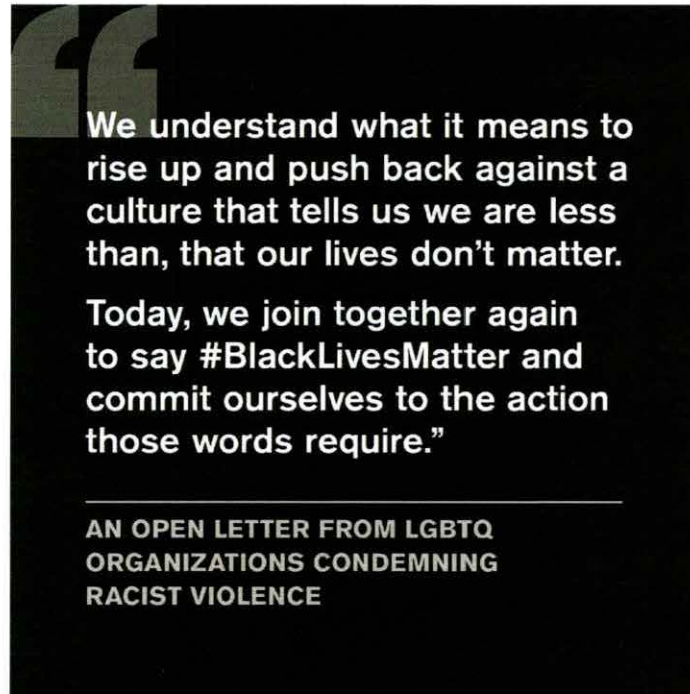 “
We understand what it means to
rise up and push back against a
culture that tells us we are less
than, that our lives don’t matter.
Today, we join together again
to say #BlackLivesMatter and
commit ourselves to the action
those words require.”
AN OPEN LETTER FROM LGBTQ
ORGANIZATIONS CONDEMNING
RACIST VIOLENCE